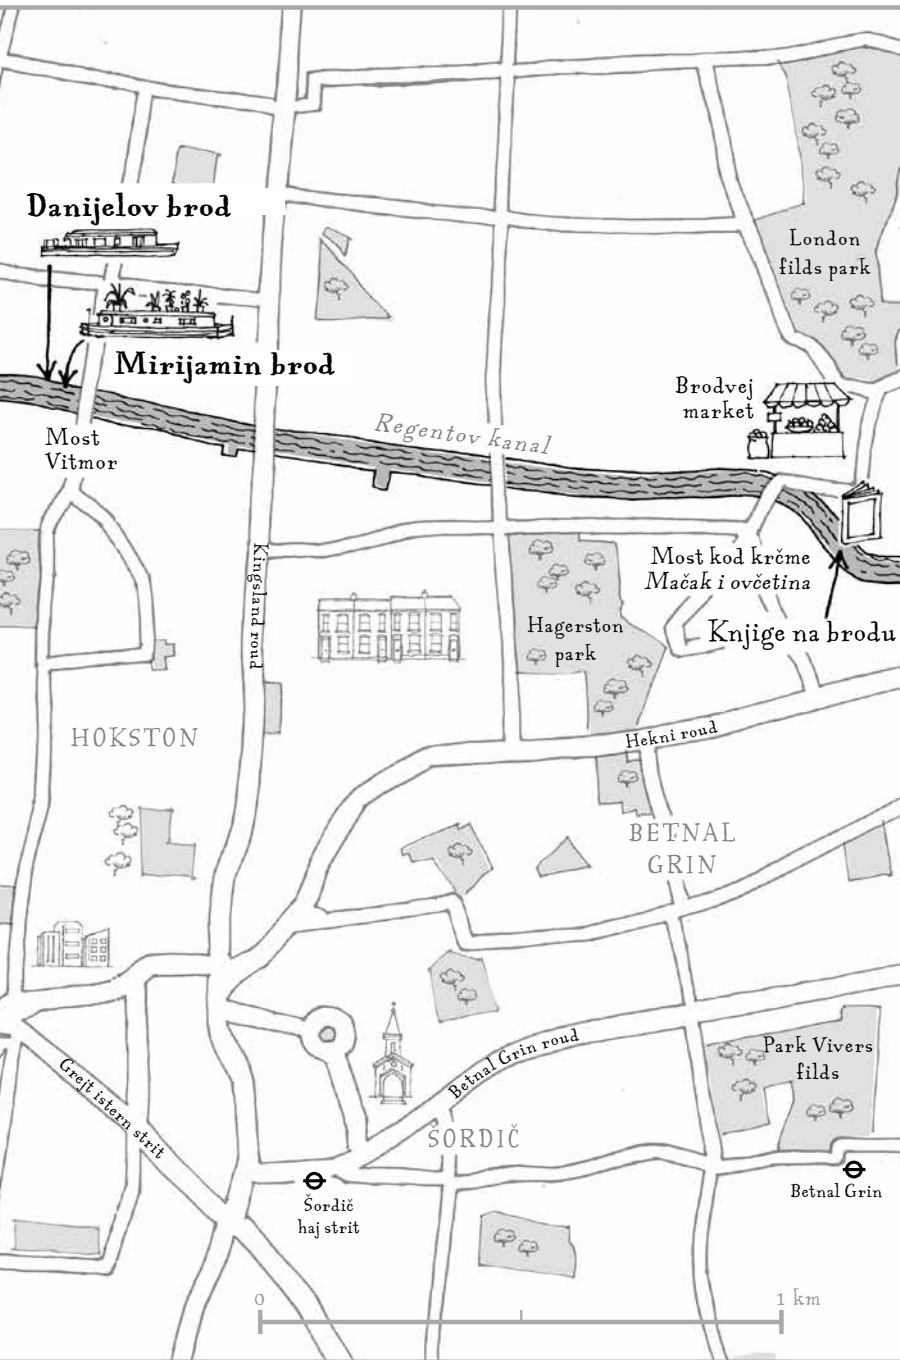 Danijelov brod
London
filds park
Mirijamin brod
Brodvej
market
Regentov kanal
Most
Vitmor
Kingsland roud
Most kod krčme
Mačak i ovčetina
Hagerston
park
Knjige na brodu
HOKSTON
Hekni roud
BETNAL
GRIN
Betnal Grin roud
Park Vivers
filds
Grejt istern strit
ŠORDIČ
Šordič
haj strit
Betnal Grin
0
1 km